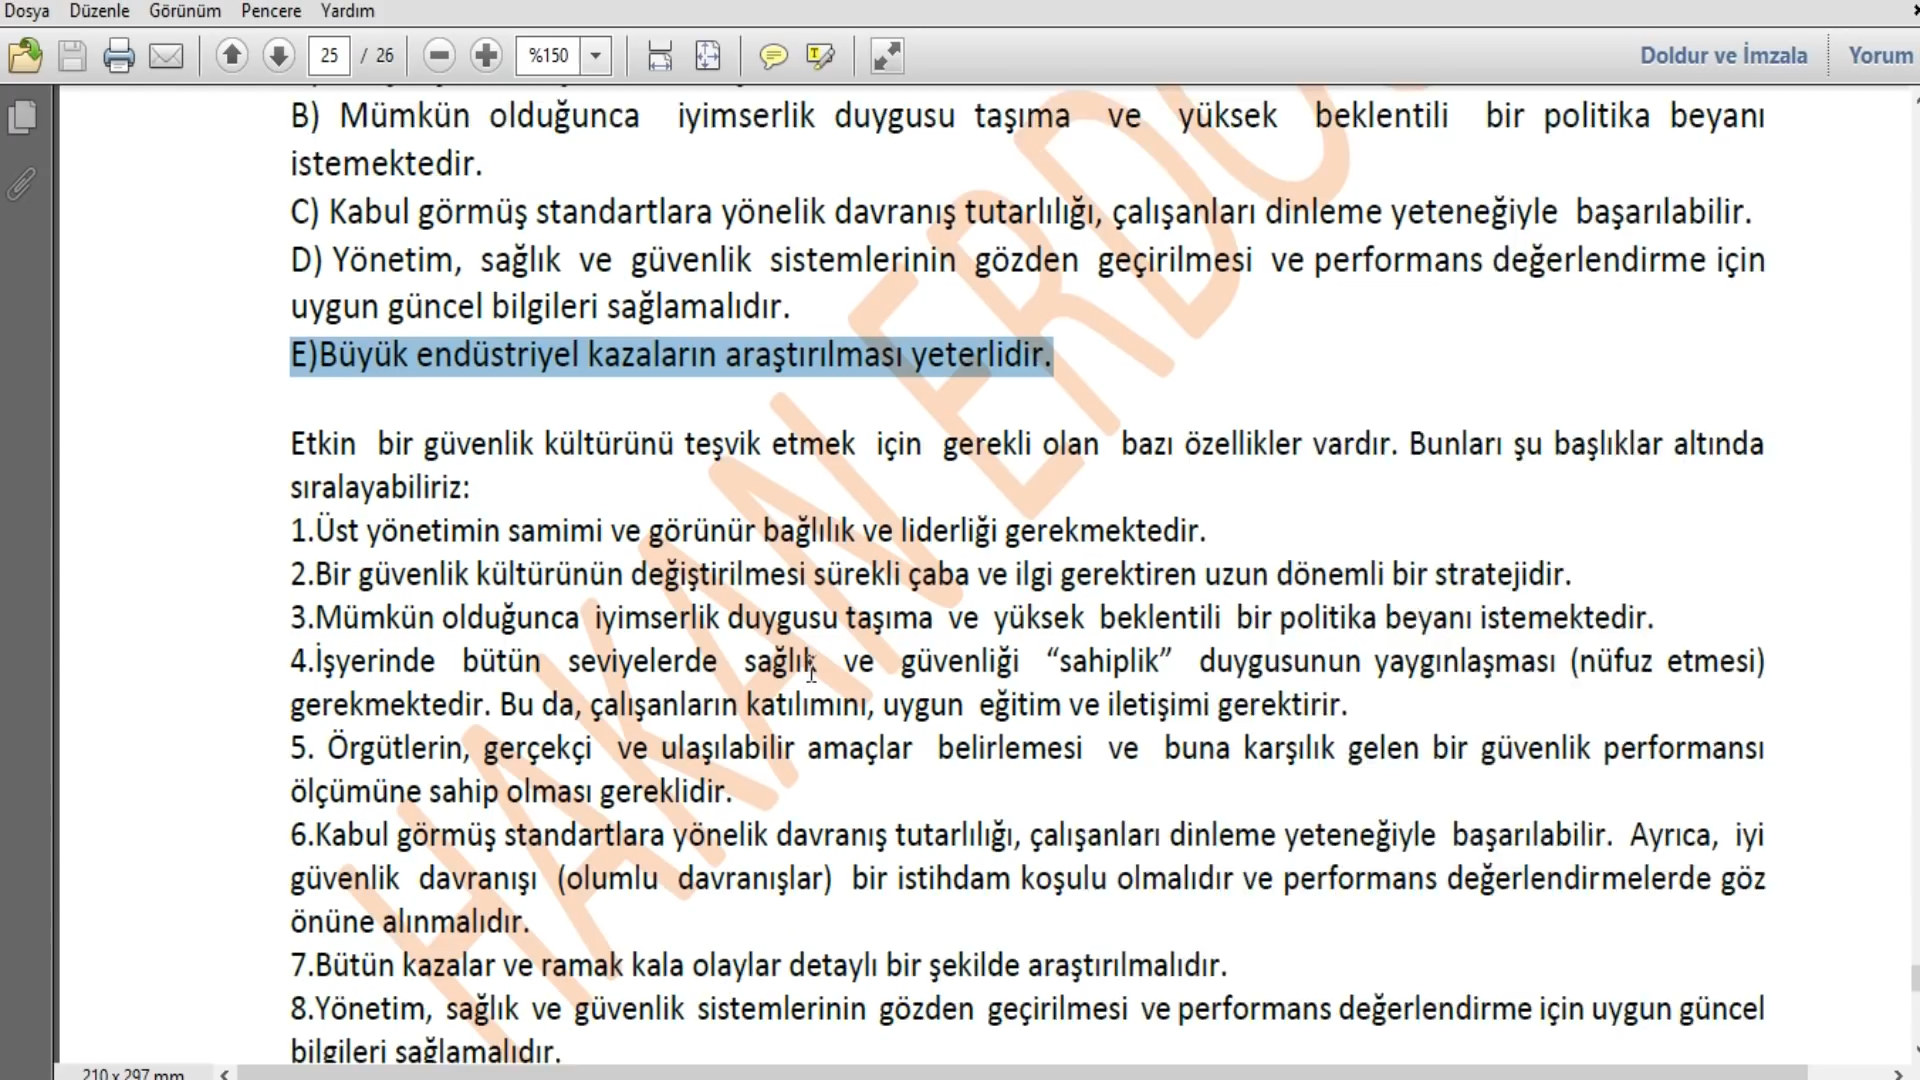 Dosya Düzenle Görünüm Pencere Yardım
25 / 26 %150 Doldur ve İmzala Yorum
B) Mümkün olduğunca iyimserlik duygusu taşıma ve yüksek beklentili bir politika beyanı
istemektedir.
C) Kabul görmüş standartlara yönelik davranış tutarlılığı, çalışanları dinleme yeteneğiyle başarılabilir.
D) Yönetim, sağlık ve güvenlik sistemlerinin gözden geçirilmesi ve performans değerlendirme için
uygun güncel bilgileri sağlamalıdır.
E)Büyük endüstriyel kazaların araştırılması yeterlidir.
Etkin bir güvenlik kültürünü teşvik etmek için gerekli olan bazı özellikler vardır. Bunları şu başlıklar altında
sıralayabiliriz:
1.Üst yönetimin samimi ve görünür bağlılık ve liderliği gerekmektedir.
2.Bir güvenlik kültürünün değiştirilmesi sürekli çaba ve ilgi gerektiren uzun dönemli bir stratejidir.
3.Mümkün olduğunca iyimserlik duygusu taşıma ve yüksek beklentili bir politika beyanı istemektedir.
4.İşyerinde bütün seviyelerde sağlık ve güvenliği “sahiplik” duygusunun yaygınlaşması (nüfuz etmesi)
gerekmektedir. Bu da, çalışanların katılımını, uygun eğitim ve iletişimi gerektirir.
5. Örgütlerin, gerçekçi ve ulaşılabilir amaçlar belirlemesi ve buna karşılık gelen bir güvenlik performansı
ölçümüne sahip olması gereklidir.
6.Kabul görmüş standartlara yönelik davranış tutarlılığı, çalışanları dinleme yeteneğiyle başarılabilir. Ayrıca, iyi
güvenlik davranışı (olumlu davranışlar) bir istihdam koşulu olmalıdır ve performans değerlendirmelerde göz
önüne alınmalıdır.
7.Bütün kazalar ve ramak kala olaylar detaylı bir şekilde araştırılmalıdır.
8.Yönetim, sağlık ve güvenlik sistemlerinin gözden geçirilmesi ve performans değerlendirme için uygun güncel
bilgileri sağlamalıdır.
210 x 297 mm
HAKAN ERDO